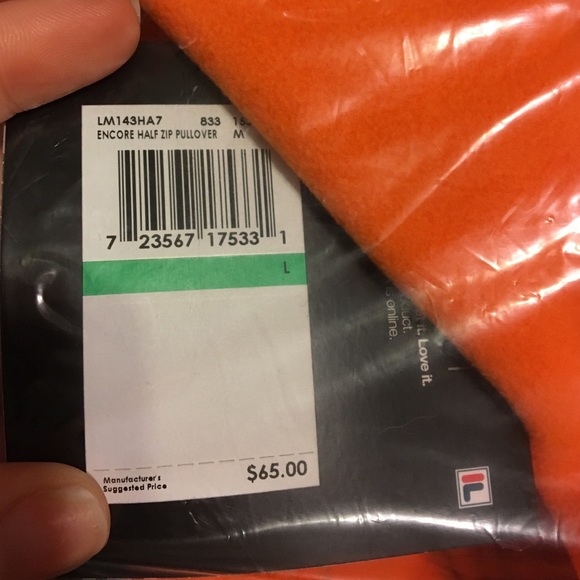 LM143HA7 833
ENCORE HALF ZIP PULLOVER M
7 23567 17533 1
L
Love it.
online.
$65.00
Manufacturer's
Suggested Price